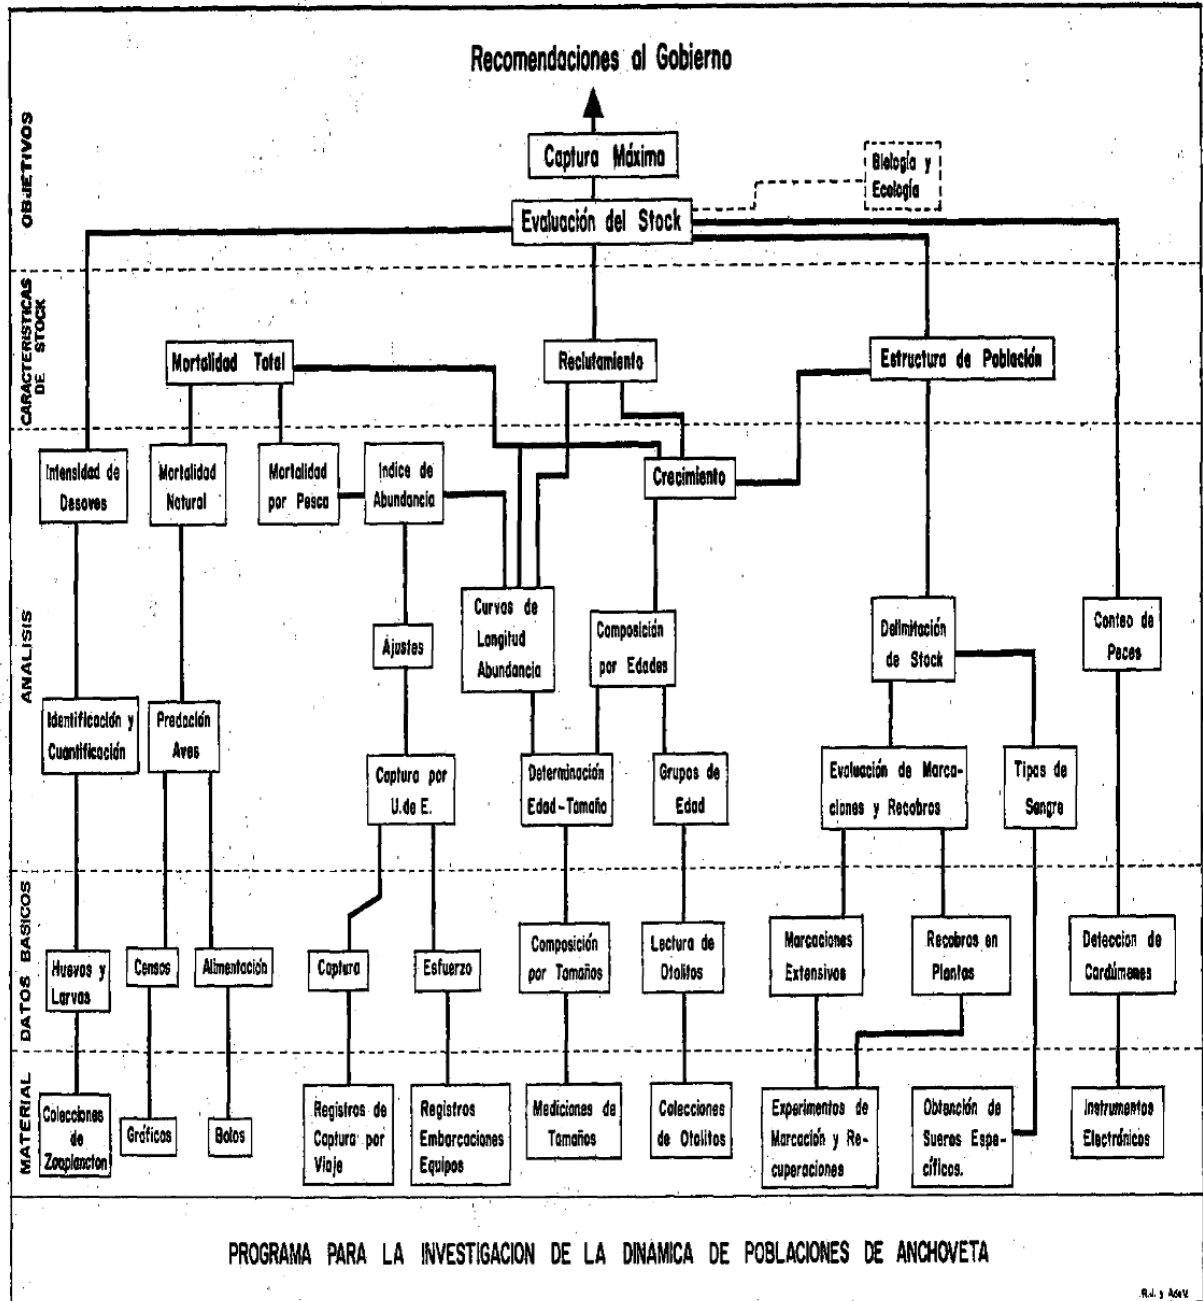 Recomendaciones al Gobierno
OBJETIVOS
Captura Máxima
Biología y
Ecología
Evaluación del Stock
CARACTERISTICAS
DE STOCK
Mortalidad Total
Reclutamiento
Estructura de Población
ANALISIS
Intensidad de
Desoves
Mortalidad
Natural
Mortalidad
por Pesca
Indice de
Abundancia
Crecimiento
Curvas de
Longitud
Abundancia
Composición
por Edades
Delimitación
de Stock
Conteo de
Peces
Ajustes
Identificación y
Cuantificación
Predación
Aves
Captura por
U. de E.
Determinación
Edad-Tamaño
Grupos de
Edad
Evaluación de Marca-
ciones y Recobros
Tipos de
Sangre
DATOS BASICOS
Huevos y
Larvas
Censos
Alimentación
Captura
Esfuerzo
Composición
por Tamaños
Lectura de
Otolitos
Marcaciones
Extensivas
Recobros en
Plantas
Deteccion de
Cardúmenes
MATERIAL
Colecciones
de
Zooplancton
Gráficos
Bolos
Registros de
Captura por
Viaje
Registros
Embarcaciones
Equipos
Mediciones de
Tamaños
Colecciones
de Otolitos
Experimentos de
Marcación y Re-
cuperaciones
Obtención de
Sueros Espe-
cíficos.
Instrumentos
Electrónicos
PROGRAMA PARA LA INVESTIGACION DE LA DINAMICA DE POBLACIONES DE ANCHOVETA